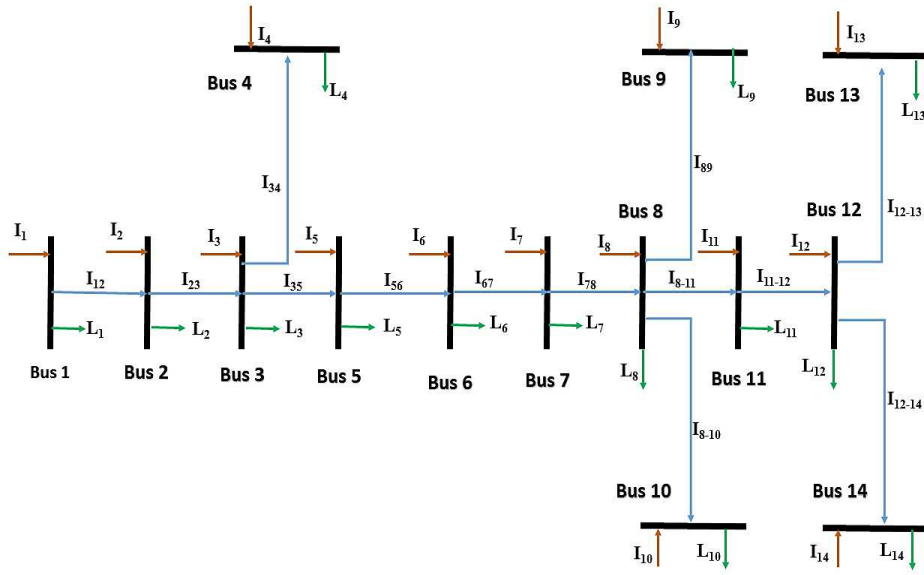 I₄
I₉
I₁₃
Bus 4
L₄
Bus 9
L₉
Bus 13
L₁₃
I₃₄
I₈₉
I₁₂₋₁₃
Bus 8
Bus 12
I₁
I₂
I₃
I₅
I₆
I₇
I₈
I₁₁
I₁₂
I₁₂
I₂₃
I₃₅
I₅₆
I₆₇
I₇₈
I₈₋₁₁
I₁₁₋₁₂
L₁
L₂
L₃
L₅
L₆
L₇
L₁₁
Bus 1
Bus 2
Bus 3
Bus 5
Bus 6
Bus 7
L₈
Bus 11
L₁₂
I₈₋₁₀
I₁₂₋₁₄
Bus 10
Bus 14
I₁₀
L₁₀
I₁₄
L₁₄